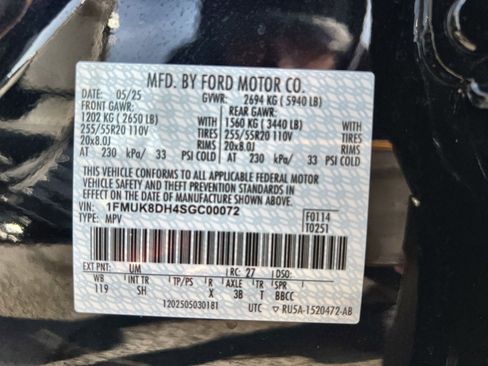 MFD. BY FORD MOTOR CO.
DATE: 05/25 GVWR: 2694 KG ( 5940 LB)
FRONT GAWR: REAR GAWR:
1202 KG ( 2650 LB) 1560 KG ( 3440 LB)
255/55R20 110V TIRES 255/55R20 110V TIRES
20x8.0J RIMS 20x8.0J RIMS
AT 230 kPa/ 33 PSI COLD AT 230 kPa/ 33 PSI COLD
THIS VEHICLE CONFORMS TO ALL APPLICABLE FEDERAL MOTOR
VEHICLE SAFETY AND THEFT PREVENTION STANDARDS IN
EFFECT ON THE DATE OF MANUFACTURE SHOWN ABOVE.
VIN: 1FMUK8DH4SGC00072 F0114
TYPE: MPV T0251
EXT PNT: UM RC: 27 DSO:
WB INT TR TP/PS R AXLE TR S
119 SH X 3B T BBCC
1202505030181 UTC ▽ RU5A-1520472-AB